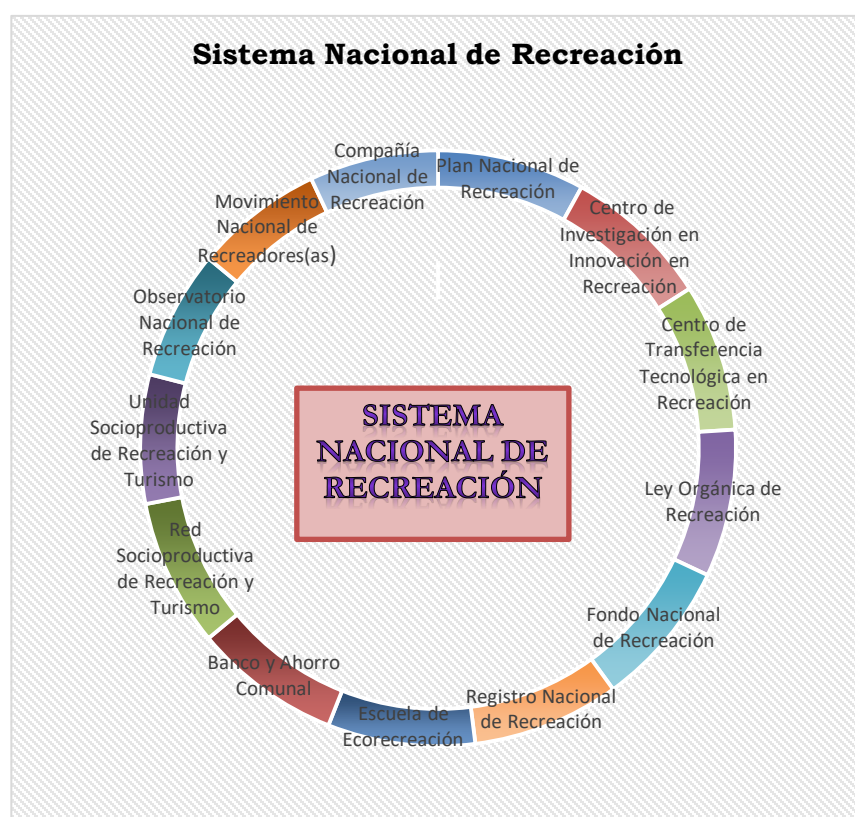 Sistema Nacional de Recreación
Compañía
Nacional de
Recreación
Plan Nacional de
Recreación
Centro de
Investigación en
Innovación en
Recreación
Centro de
Transferencia
Tecnológica en
Recreación
Ley Orgánica de
Recreación
Fondo Nacional
de Recreación
Registro Nacional
de Recreación
Escuela de
Ecorecreación
Banco y Ahorro
Comunal
Red
Socioproductiva
de Recreación y
Turismo
Unidad
Socioproductiva
de Recreación y
Turismo
Observatorio
Nacional de
Recreación
Movimiento
Nacional de
Recreadores(as)
SISTEMA
NACIONAL DE
RECREACIÓN